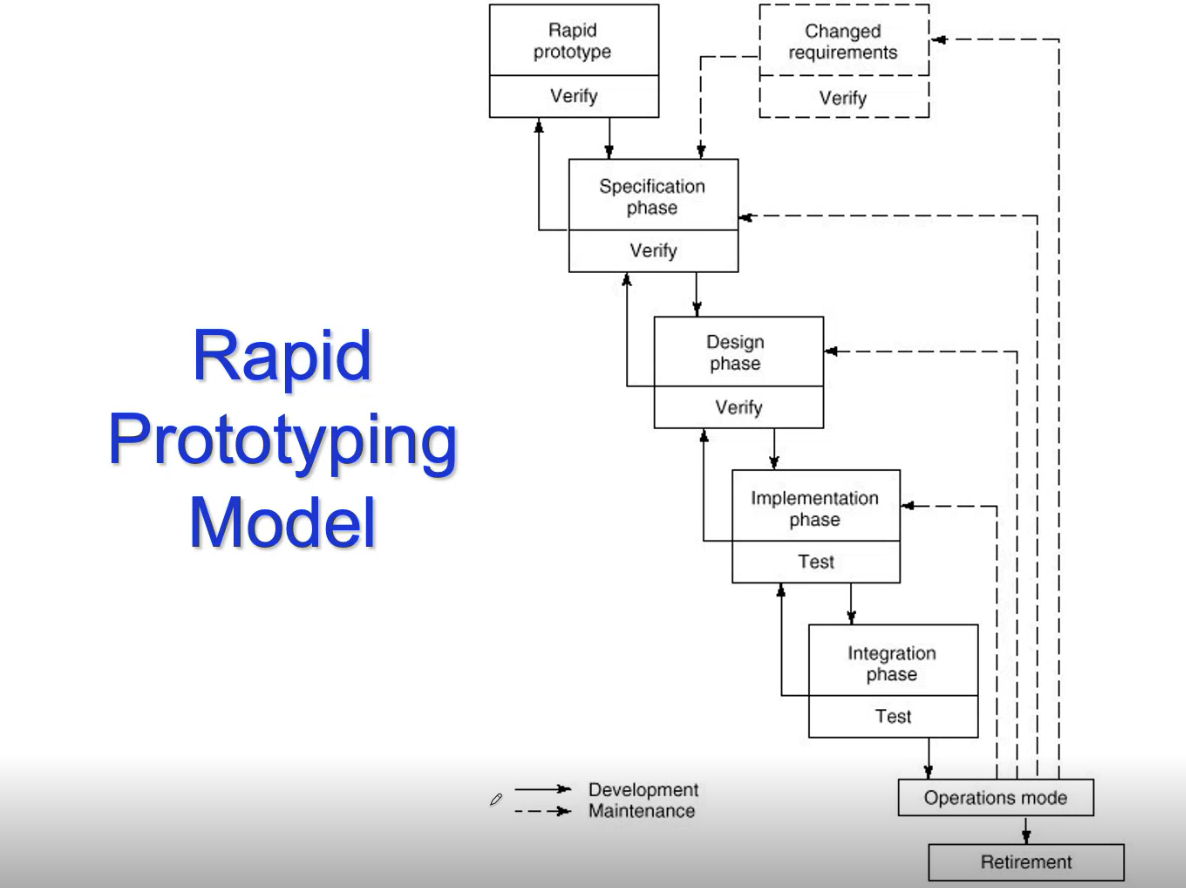 Rapid
Prototyping
Model
Rapid
prototype
Verify
Changed
requirements
Verify
Specification
phase
Verify
Design
phase
Verify
Implementation
phase
Test
Integration
phase
Test
Development
Maintenance
Operations mode
Retirement